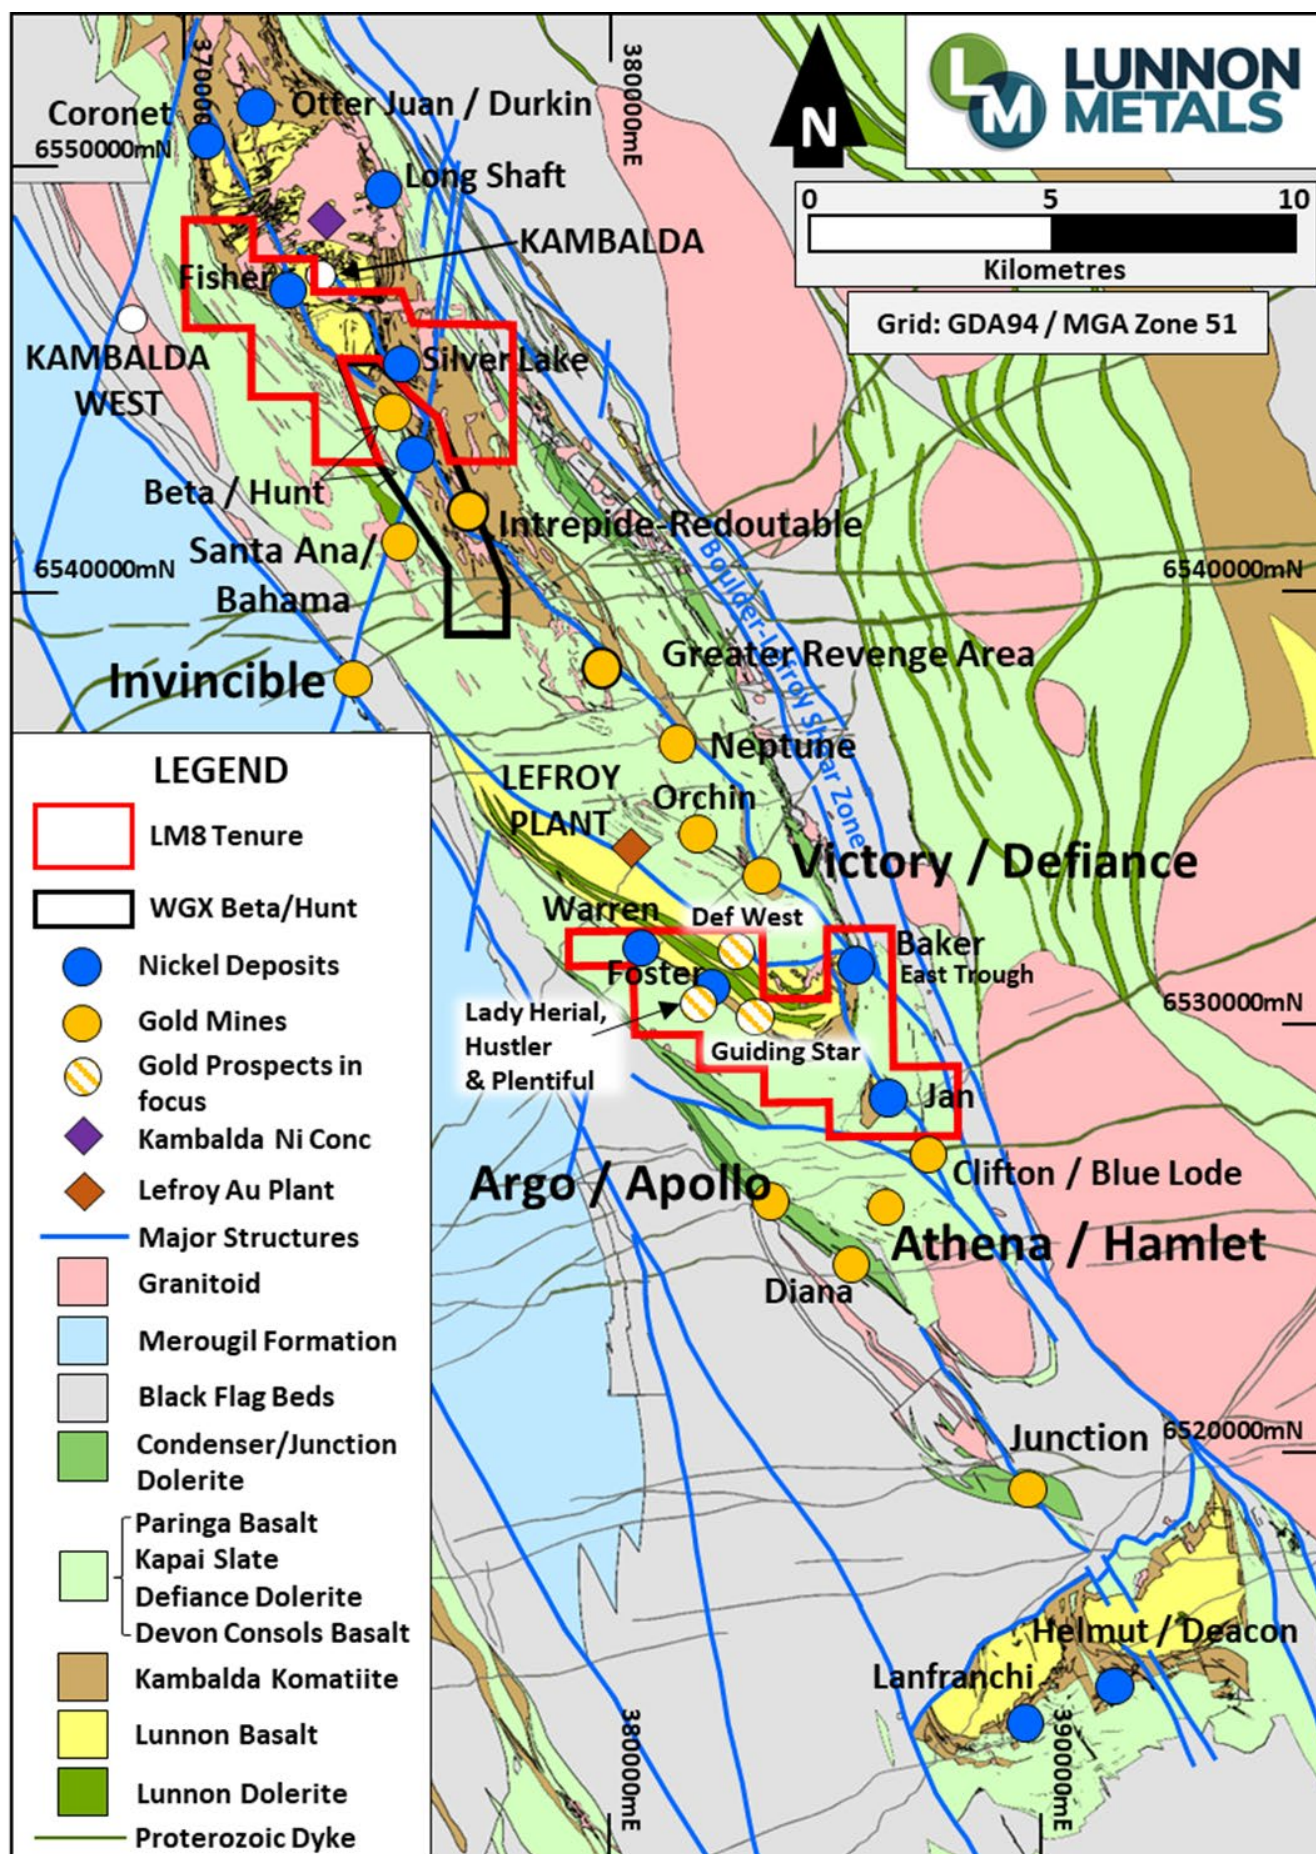 LUNNON
METALS
LM
N
0 5 10
Kilometres
Grid: GDA94 / MGA Zone 51
370000
380000mE
Coronet
Otter Juan / Durkin
6550000mN
Long Shaft
KAMBALDA
Fisher
KAMBALDA
WEST
Silver Lake
Beta / Hunt
Intrepide-Redoutable
Santa Ana/
Bahama
6540000mN
6540000mN
Boulder-Lefroy Shear Zone
Invincible
Greater Revenge Area
Neptune
LEFROY
PLANT
Orchin
Victory / Defiance
Warren
Def West
Baker
East Trough
Foster
6530000mN
Lady Herial,
Hustler
& Plentiful
Guiding Star
Jan
Clifton / Blue Lode
Argo / Apollo
Athena / Hamlet
Diana
Junction
6520000mN
Helmut / Deacon
Lanfranchi
380000mE
390000mE
LEGEND
LM8 Tenure
WGX Beta/Hunt
Nickel Deposits
Gold Mines
Gold Prospects in
focus
Kambalda Ni Conc
Lefroy Au Plant
Major Structures
Granitoid
Merougil Formation
Black Flag Beds
Condenser/Junction
Dolerite
Paringa Basalt
Kapai Slate
Defiance Dolerite
Devon Consols Basalt
Kambalda Komatiite
Lunnon Basalt
Lunnon Dolerite
Proterozoic Dyke